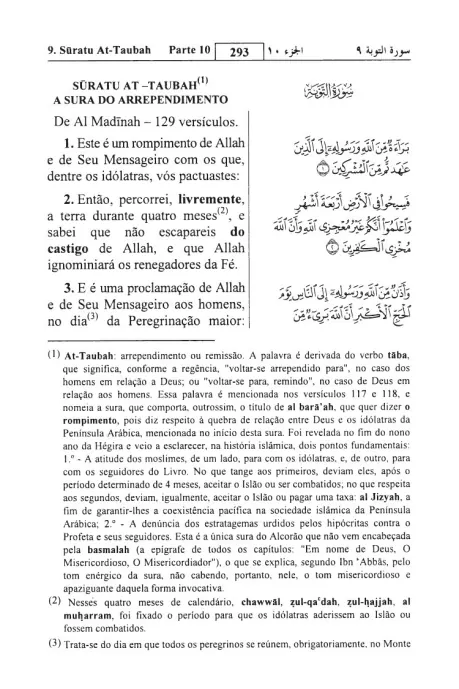 9. Sūratu At-Taubah Parte 10 293 الجزء ١٠ سورة التوبة ٩
SŪRATU AT –TAUBAH(1)
A SURA DO ARREPENDIMENTO
De Al Madīnah – 129 versículos.
1. Este é um rompimento de Allah
e de Seu Mensageiro com os que,
dentre os idólatras, vós pactuastes:
2. Então, percorrei, livremente,
a terra durante quatro meses(2), e
sabei que não escapareis do
castigo de Allah, e que Allah
ignominiará os renegadores da Fé.
3. E é uma proclamação de Allah
e de Seu Mensageiro aos homens,
no dia(3) da Peregrinação maior:
سُورَةُ التَّوْبَةِ
بَرَآءَةٌ مِّنَ ٱللَّهِ وَرَسُولِهِۦٓ إِلَى ٱلَّذِينَ
عَٰهَدتُّم مِّنَ ٱلْمُشْرِكِينَ ١
فَسِيحُوا۟ فِى ٱلْأَرْضِ أَرْبَعَةَ أَشْهُرٍ
وَٱعْلَمُوٓا۟ أَنَّكُمْ غَيْرُ مُعْجِزِى ٱللَّهِ وَأَنَّ ٱللَّهَ
مُخْزِى ٱلْكَٰفِرِينَ ٢
وَأَذَٰنٌ مِّنَ ٱللَّهِ وَرَسُولِهِۦٓ إِلَى ٱلنَّاسِ يَوْمَ
ٱلْحَجِّ ٱلْأَكْبَرِ أَنَّ ٱللَّهَ بَرِىٓءٌ مِّنَ
(1) At-Taubah: arrependimento ou remissão. A palavra é derivada do verbo tāba,
que significa, conforme a regência, "voltar-se arrependido para", no caso dos
homens em relação a Deus; ou "voltar-se para, remindo", no caso de Deus em
relação aos homens. Essa palavra é mencionada nos versículos 117 e 118, e
nomeia a sura, que comporta, outrossim, o título de al barā'ah, que quer dizer o
rompimento, pois diz respeito à quebra de relação entre Deus e os idólatras da
Península Arábica, mencionada no início desta sura. Foi revelada no fim do nono
ano da Hégira e veio a esclarecer, na história islâmica, dois pontos fundamentais:
1.º - A atitude dos moslimes, de um lado, para com os idólatras, e, de outro, para
com os seguidores do Livro. No que tange aos primeiros, deviam eles, após o
período determinado de 4 meses, aceitar o Islão ou ser combatidos; no que respeita
aos segundos, deviam, igualmente, aceitar o Islão ou pagar uma taxa: al Jizyah, a
fim de garantir-lhes a coexistência pacífica na sociedade islâmica da Península
Arábica; 2.º - A denúncia dos estratagemas urdidos pelos hipócritas contra o
Profeta e seus seguidores. Esta é a única sura do Alcorão que não vem encabeçada
pela basmalah (a epígrafe de todos os capítulos: "Em nome de Deus, O
Misericordioso, O Misericordiador"), o que se explica, segundo Ibn ʻAbbās, pelo
tom enérgico da sura, não cabendo, portanto, nele, o tom misericordioso e
apaziguante daquela forma invocativa.
(2) Nesses quatro meses de calendário, chawwāl, ẕul-qaʻdah, ẕul-ḥajjah, al
muḥarram, foi fixado o período para que os idólatras aderissem ao Islão ou
fossem combatidos.
(3) Trata-se do dia em que todos os peregrinos se reúnem, obrigatoriamente, no Monte